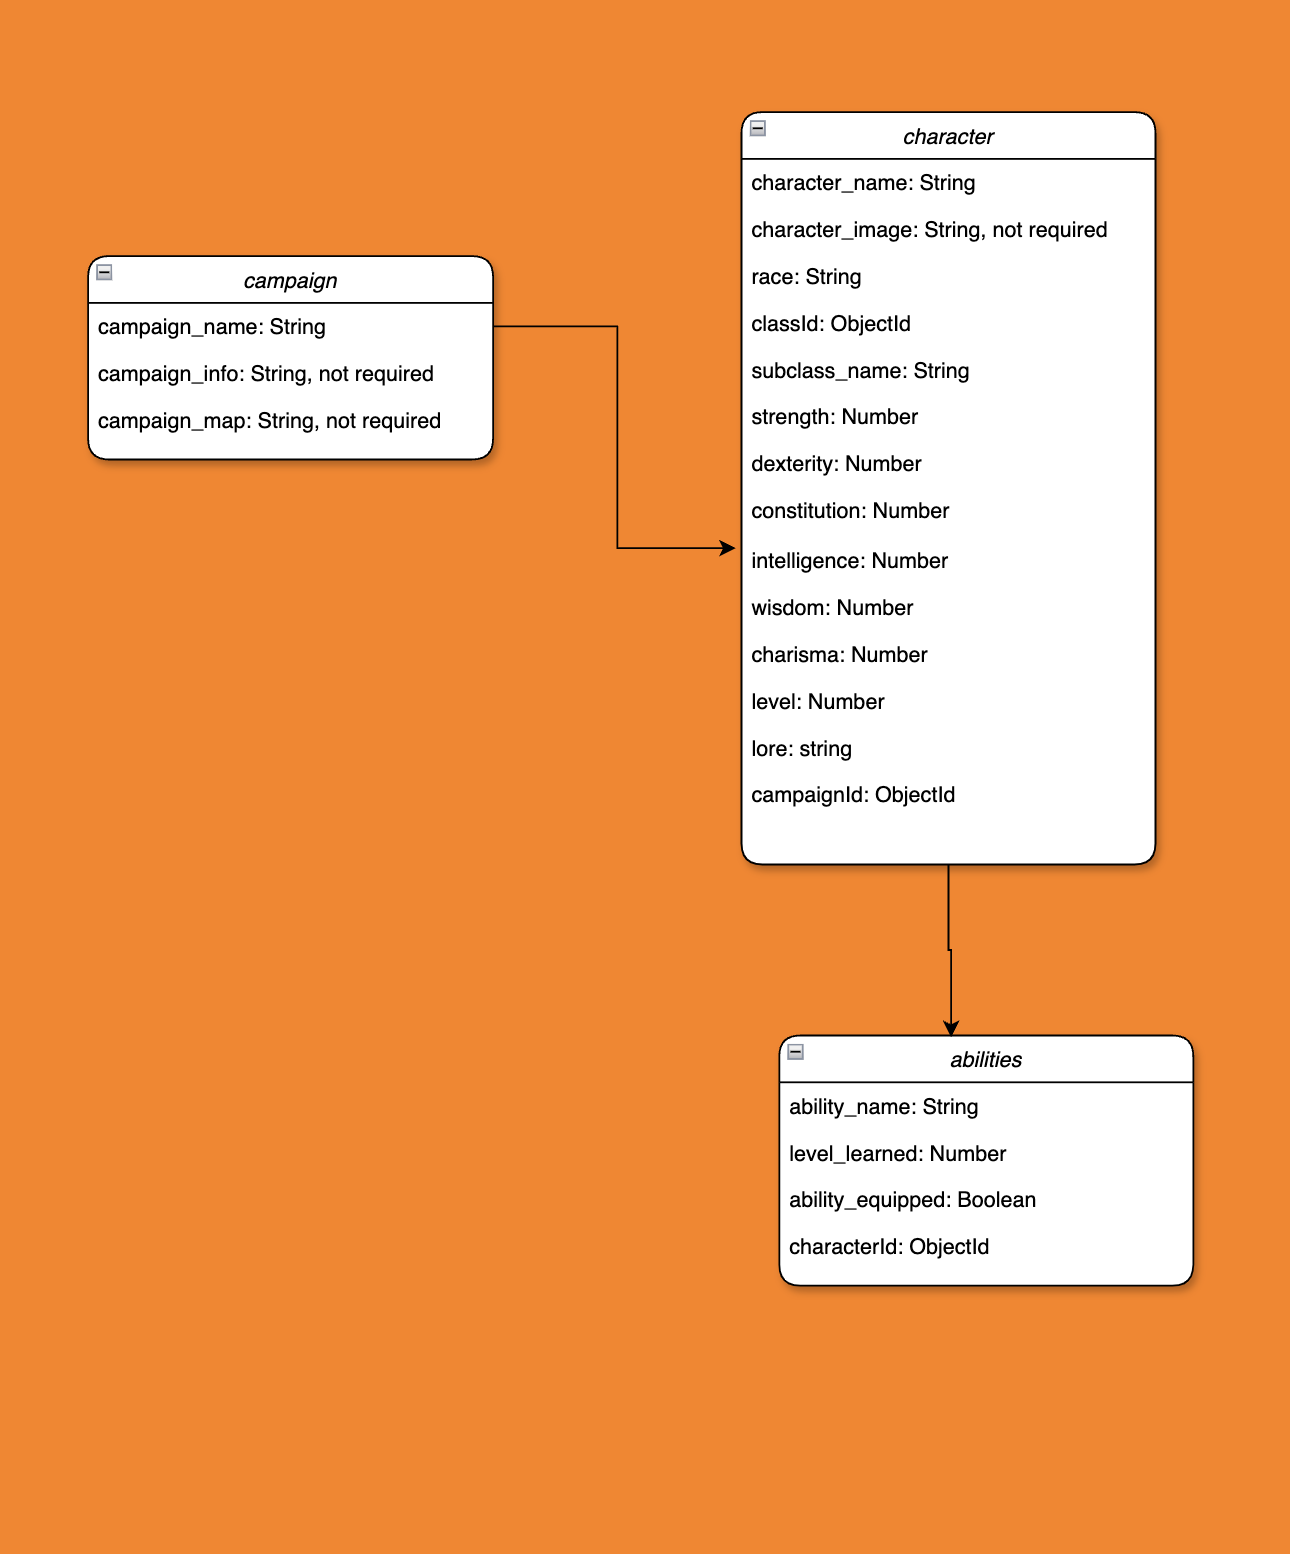 campaign
campaign_name: String
campaign_info: String, not required
campaign_map: String, not required
character
character_name: String
character_image: String, not required
race: String
classId: ObjectId
subclass_name: String
strength: Number
dexterity: Number
constitution: Number
intelligence: Number
wisdom: Number
charisma: Number
level: Number
lore: string
campaignId: ObjectId
abilities
ability_name: String
level_learned: Number
ability_equipped: Boolean
characterId: ObjectId